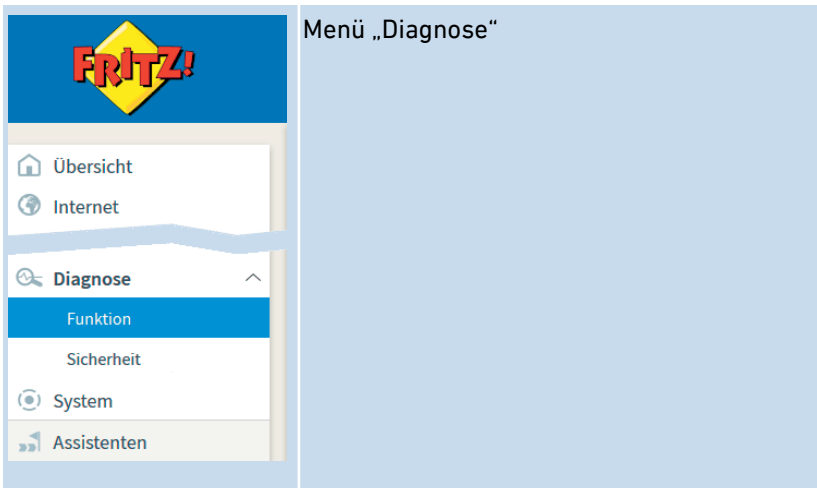 FRITZ!
Menü „Diagnose“
Übersicht
Internet
Diagnose
Funktion
Sicherheit
System
Assistenten